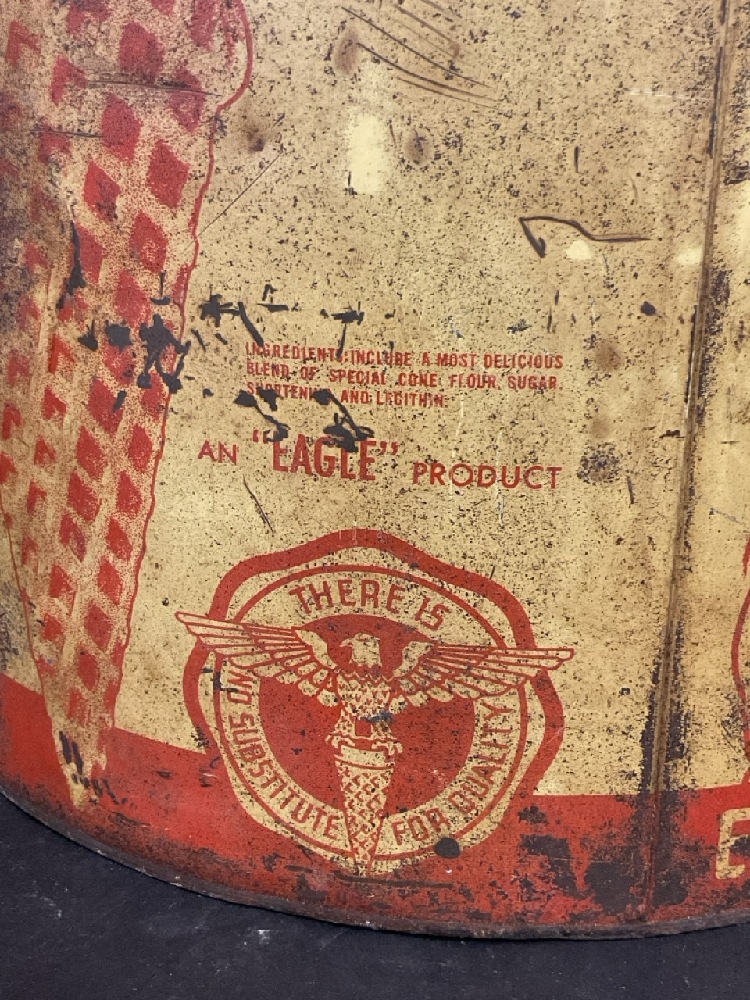 INGREDIENTS INCLUDE A MOST DELICIOUS
BLEND OF SPECIAL CONE FLOUR, SUGAR,
SHORTENING AND LECITHIN.
AN "EAGLE" PRODUCT
THERE IS
NO SUBSTITUTE
FOR QUALITY
E